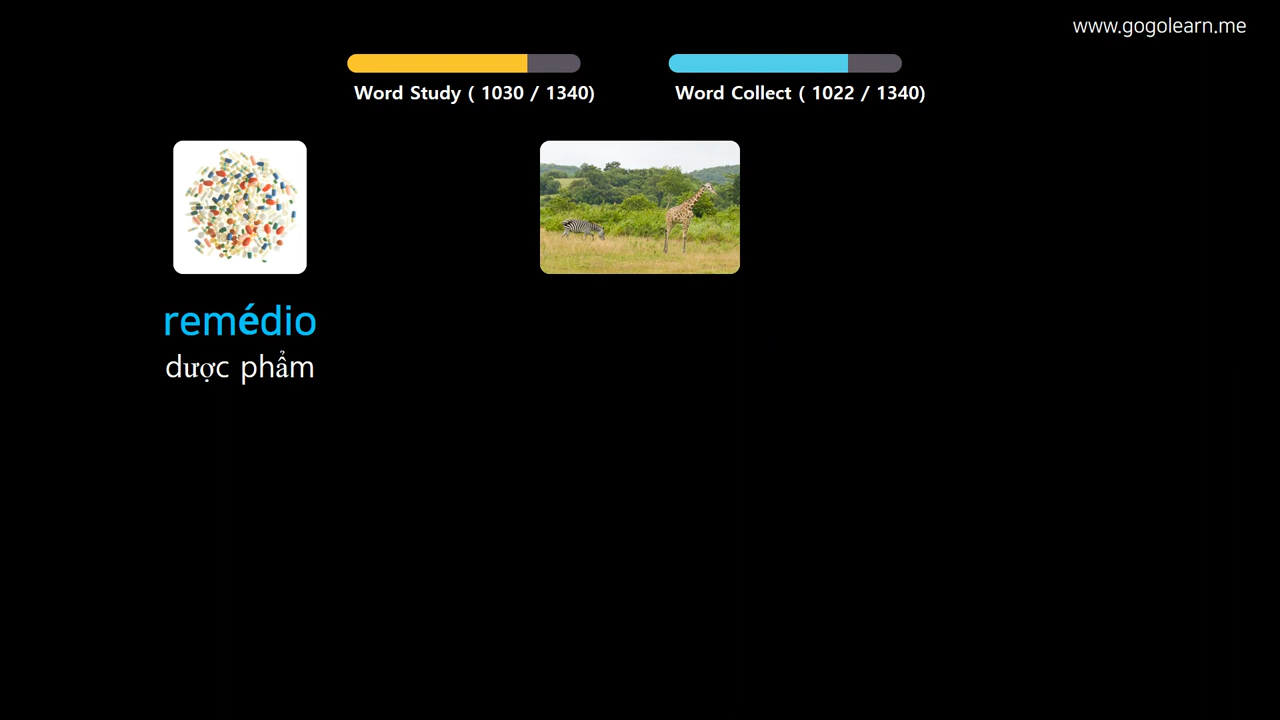 www.gogolearn.me
Word Study ( 1030 / 1340)
Word Collect ( 1022 / 1340)
remédio
dược phẩm